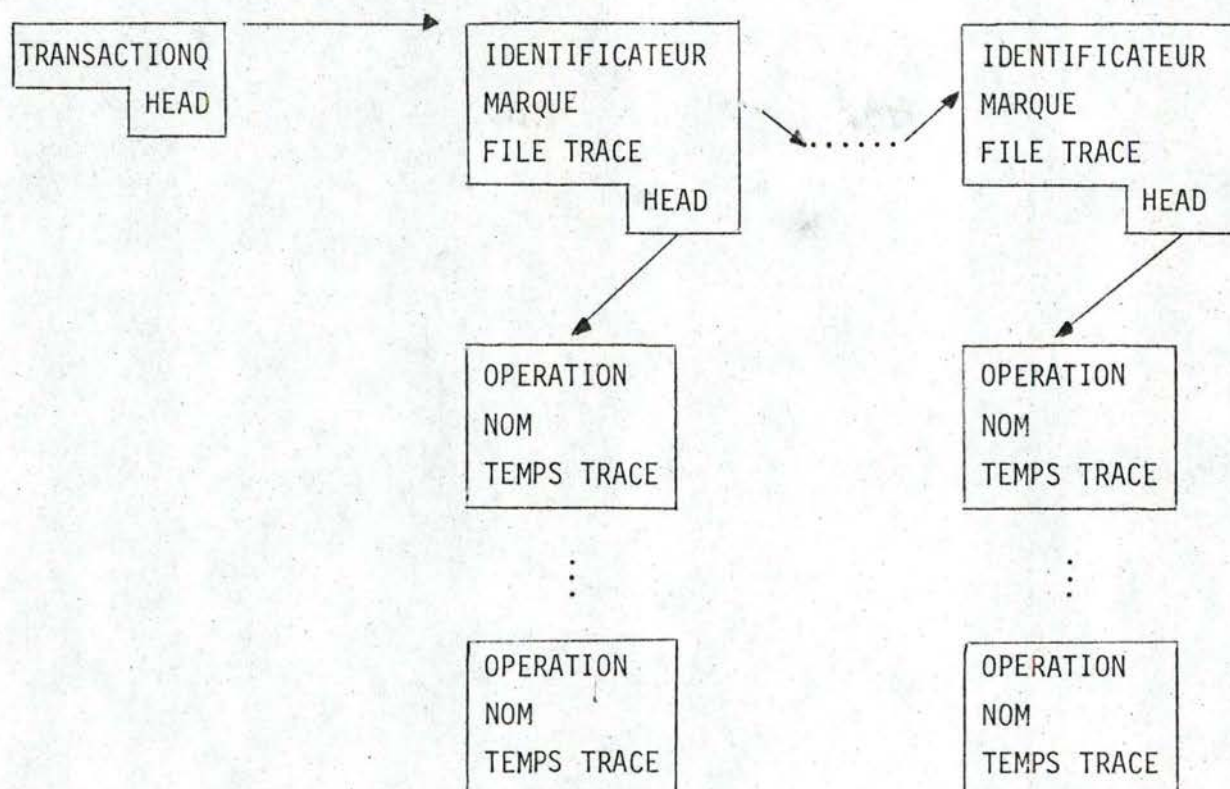 TRANSACTIONQ
HEAD
IDENTIFICATEUR
MARQUE
FILE TRACE
HEAD
IDENTIFICATEUR
MARQUE
FILE TRACE
HEAD
OPERATION
NOM
TEMPS TRACE
OPERATION
NOM
TEMPS TRACE
OPERATION
NOM
TEMPS TRACE
OPERATION
NOM
TEMPS TRACE